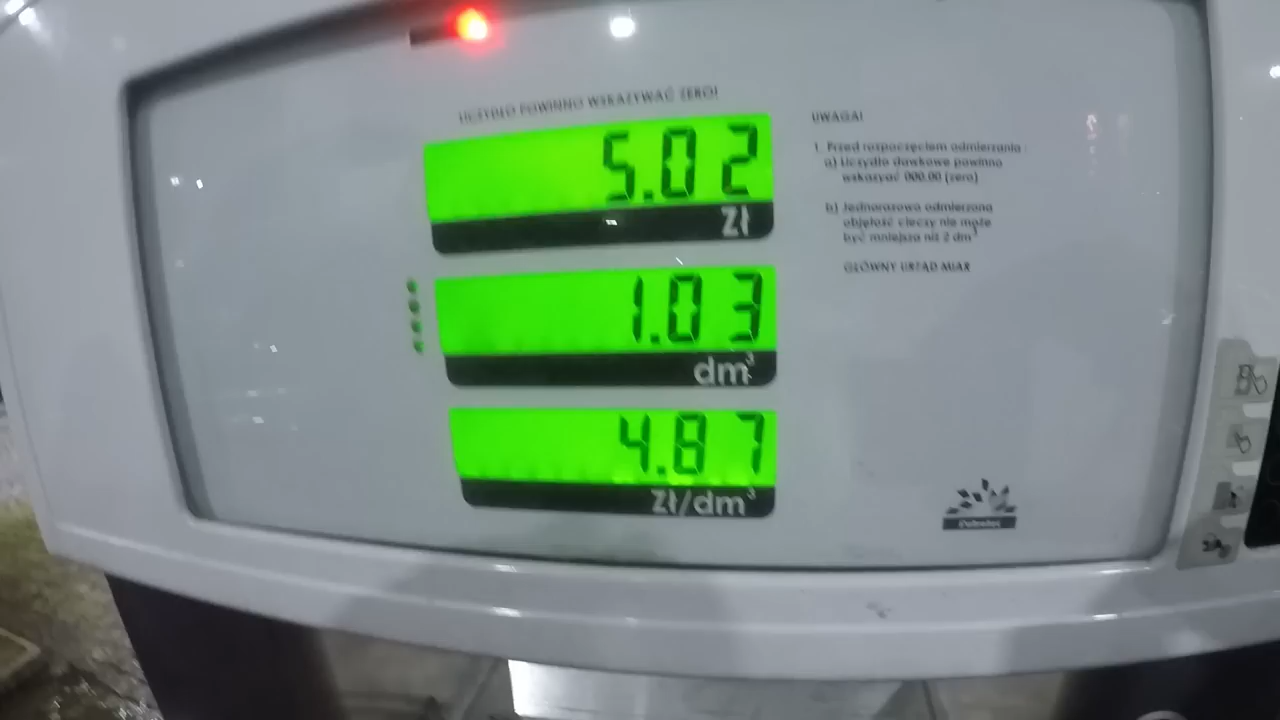 LICZYDŁO POWINNO WSKAZYWAĆ ZERO!
5.02
zł
1.03
dm³
4.87
zł/dm³
UWAGA!
1. Przed rozpoczęciem odmierzania
a) Liczydło dawkowe powinno
wskazywać 000.00 (zero)
b) Jednorazowo odmierzona
objętość cieczy nie może
być mniejsza niż 2 dm³
GŁÓWNY URZĄD MIAR